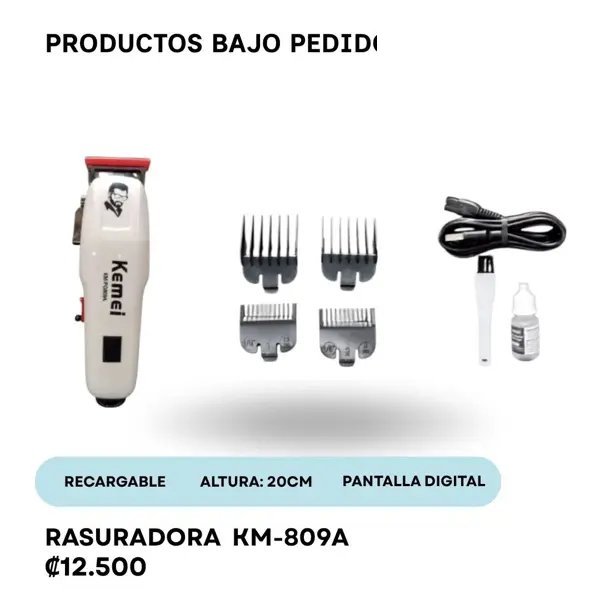 PRODUCTOS BAJO PEDIDO
Kemei
RECARGABLE ALTURA: 20CM PANTALLA DIGITAL
RASURADORA KM-809A
₡12.500